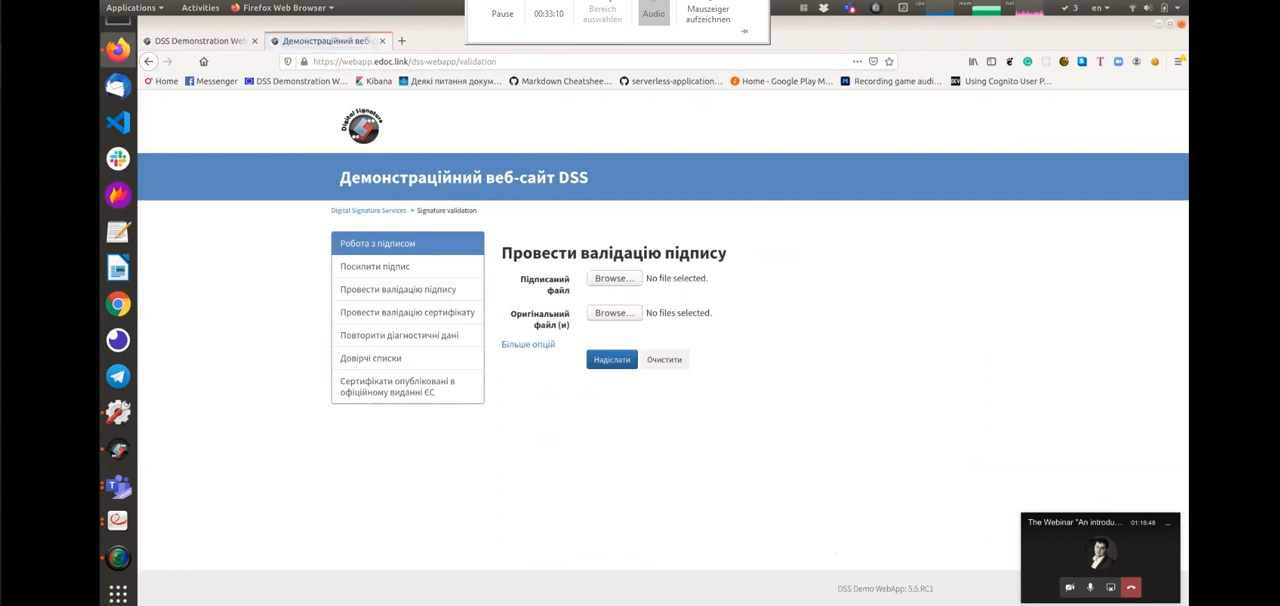 Applications
Activities
Firefox Web Browser
3
en
Pause
00:33:10
Bereich
auswählen
Audio
Mauszeiger
aufzeichnen
DSS Demonstration Web
Демонстраційний веб-
https://webapp.edoc.link/dss-webapp/validation
Home
Messenger
DSS Demonstration W...
Kibana
Деякі питання докум...
Markdown Cheatshee...
serverless-application...
Home - Google Play M...
Recording game audi...
Using Cognito User P...
Digital Signature
Демонстраційний веб-сайт DSS
Digital Signature Services > Signature validation
Робота з підписом
Посилити підпис
Провести валідацію підпису
Провести валідацію сертифікату
Повторити діагностичні дані
Довірчі списки
Сертифікати опубліковані в
офіційному виданні ЄС
Провести валідацію підпису
Підписаний
файл
Browse... No file selected.
Оригінальний
файл (и)
Browse... No files selected.
Більше опцій
Надіслати
Очистити
The Webinar "An introdu...
01:16:48
DSS Demo WebApp: 5.5.RC1